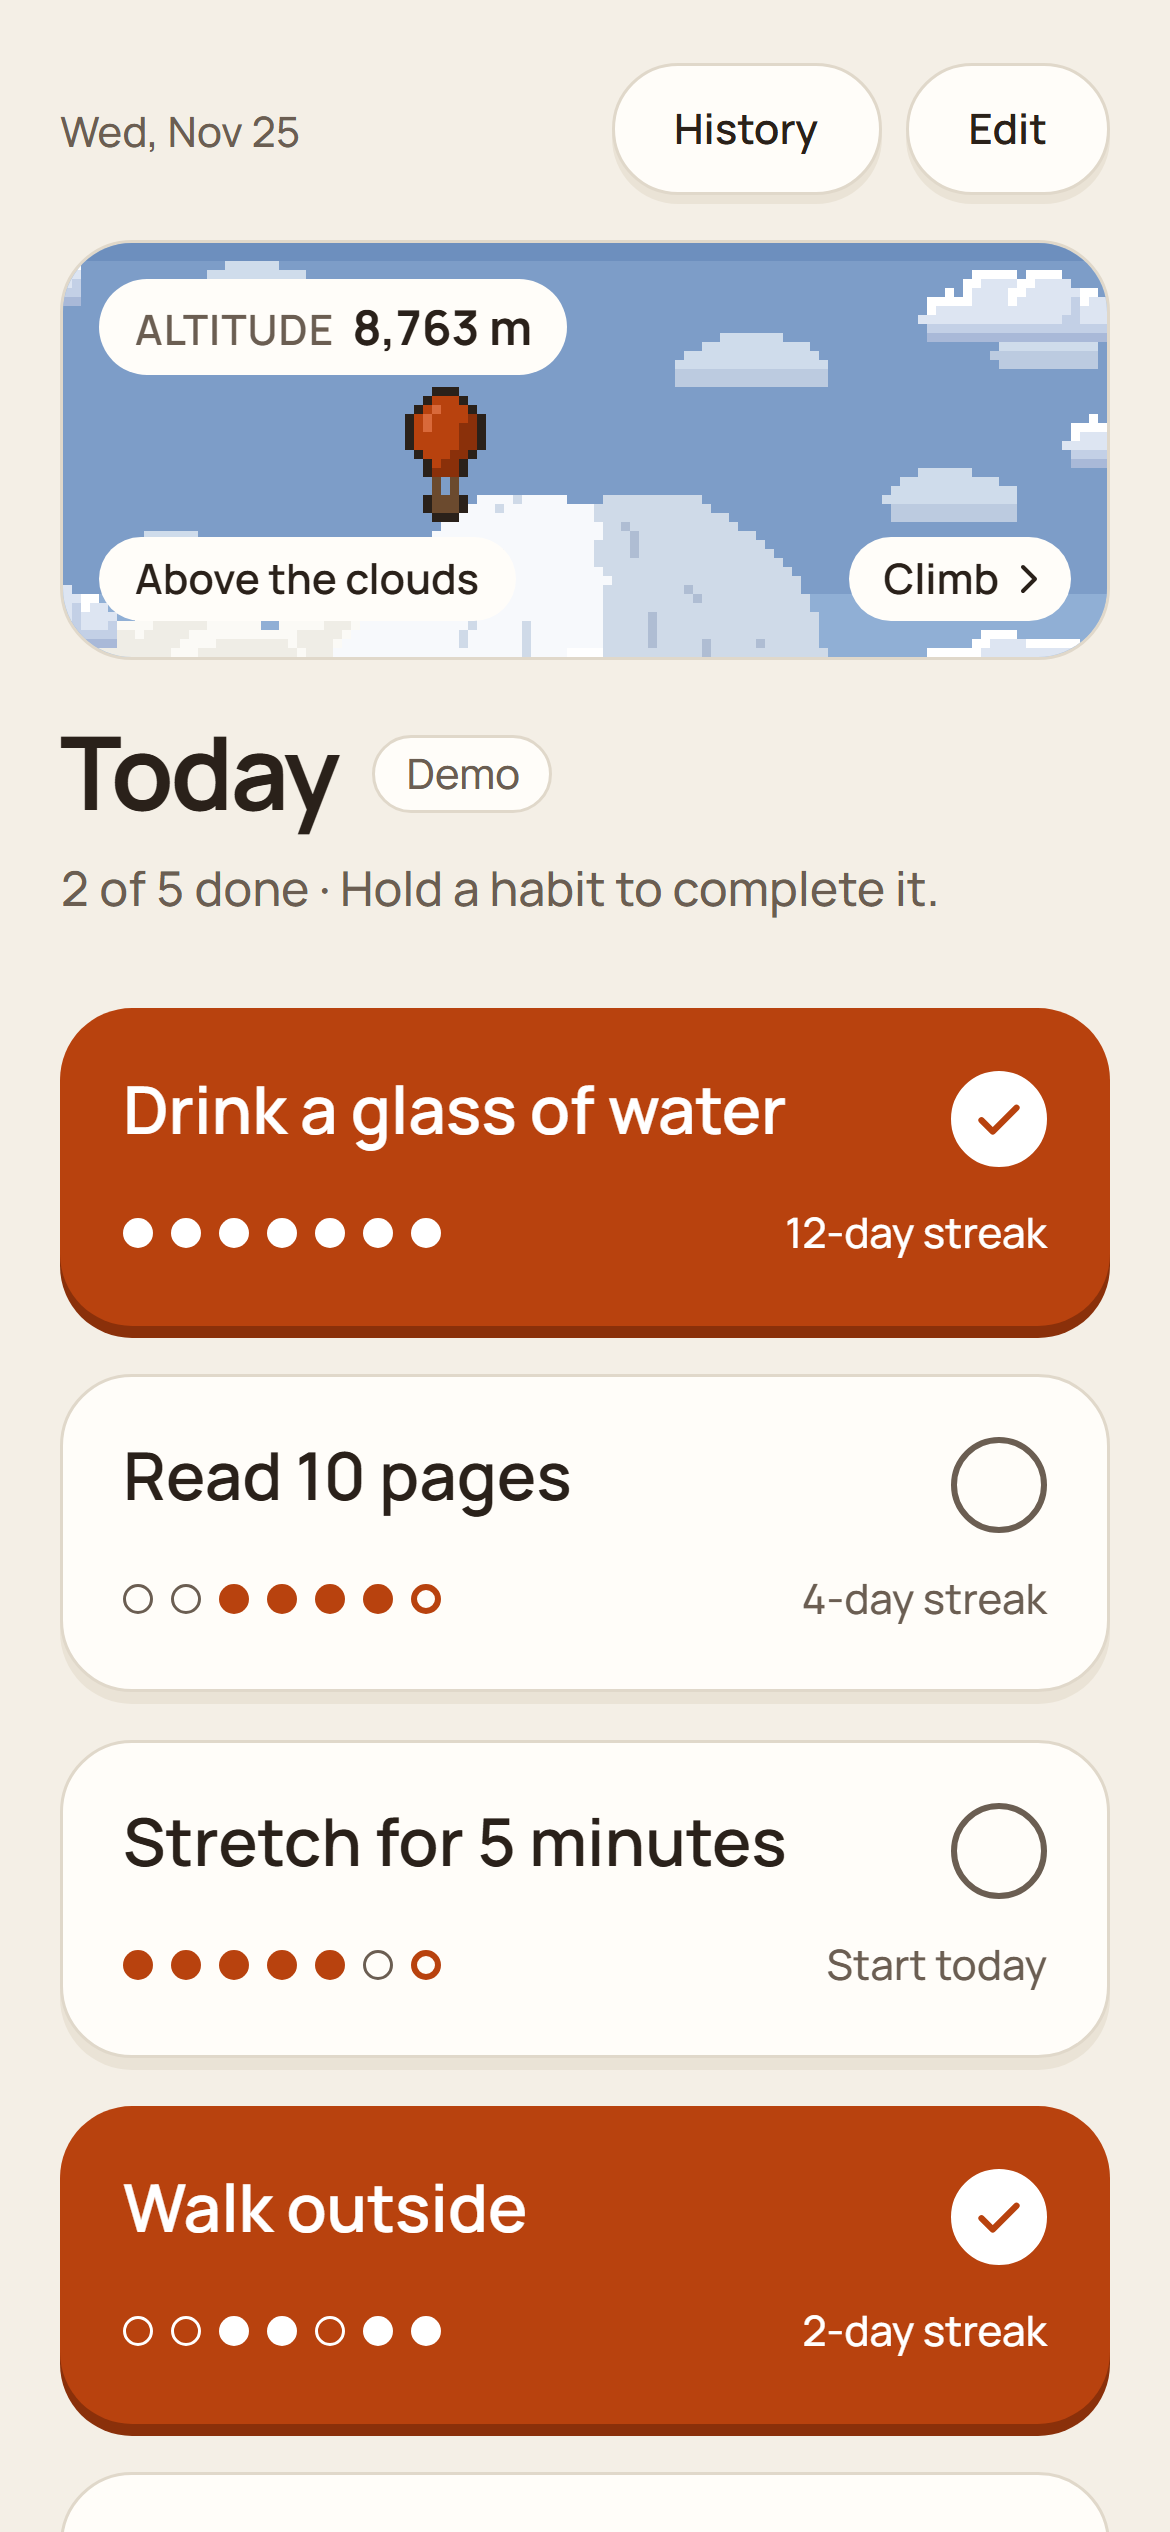 Wed, Nov 25
History
Edit
ALTITUDE 8,763 m
Above the clouds
Climb
Today
Demo
2 of 5 done · Hold a habit to complete it.
Drink a glass of water
12-day streak
Read 10 pages
4-day streak
Stretch for 5 minutes
Start today
Walk outside
2-day streak